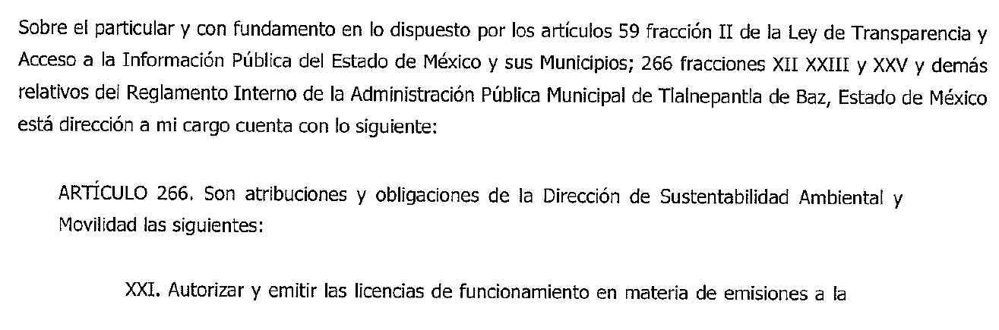 Sobre el particular y con fundamento en lo dispuesto por los artículos 59 fracción II de la Ley de Transparencia y
Acceso a la Información Pública del Estado de México y sus Municipios; 266 fracciones XII XXIII y XXV y demás
relativos del Reglamento Interno de la Administración Pública Municipal de Tlalnepantla de Baz, Estado de México
está dirección a mi cargo cuenta con lo siguiente:
ARTÍCULO 266. Son atribuciones y obligaciones de la Dirección de Sustentabilidad Ambiental y
Movilidad las siguientes:
XXI. Autorizar y emitir las licencias de funcionamiento en materia de emisiones a la